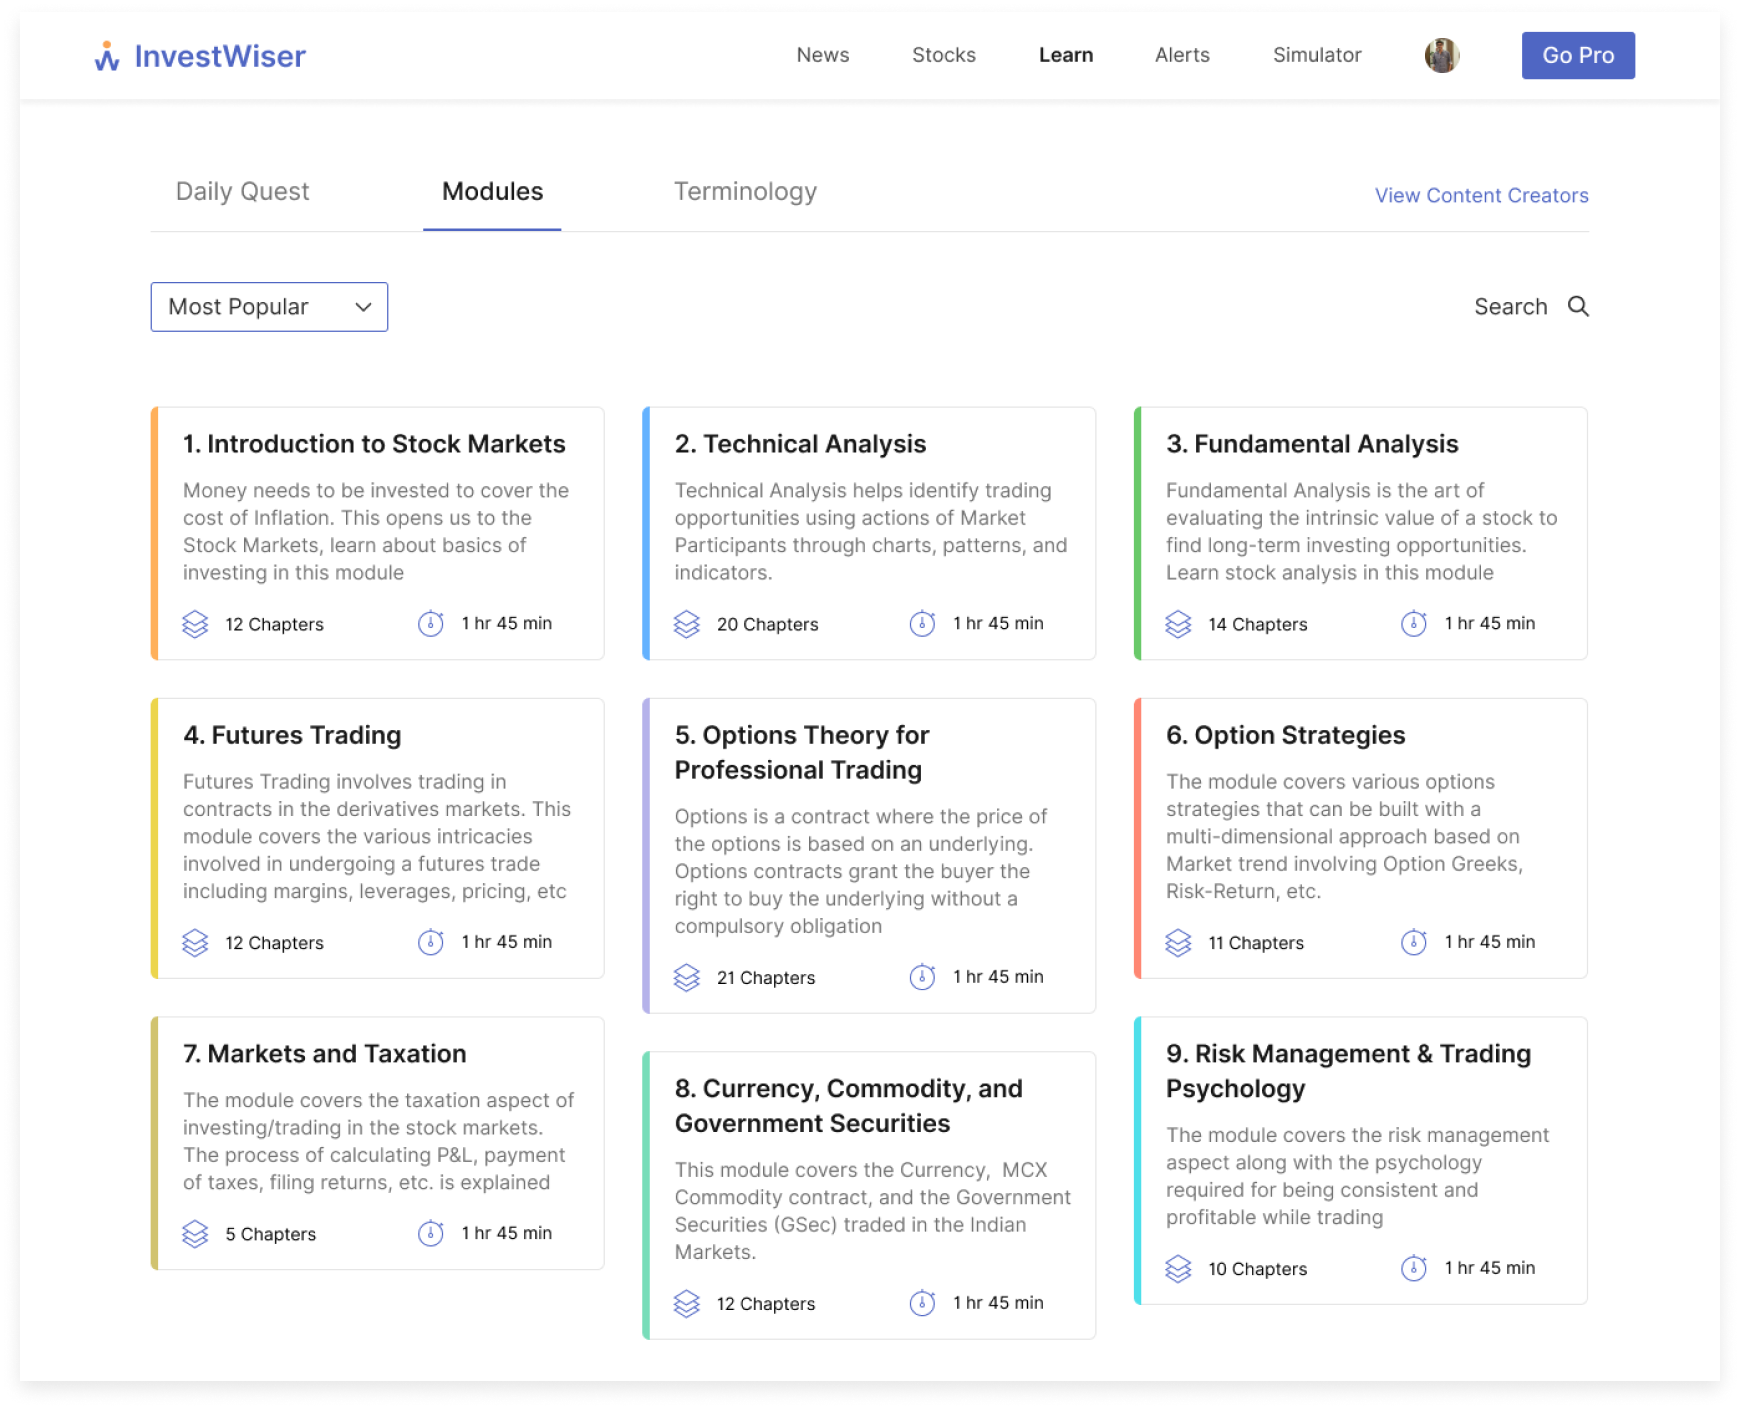 InvestWiser
News
Stocks
Learn
Alerts
Simulator
Go Pro
Daily Quest
Modules
Terminology
View Content Creators
Most Popular
Search
1. Introduction to Stock Markets
Money needs to be invested to cover the
cost of Inflation. This opens us to the
Stock Markets, learn about basics of
investing in this module
12 Chapters
1 hr 45 min
2. Technical Analysis
Technical Analysis helps identify trading
opportunities using actions of Market
Participants through charts, patterns, and
indicators.
20 Chapters
1 hr 45 min
3. Fundamental Analysis
Fundamental Analysis is the art of
evaluating the intrinsic value of a stock to
find long-term investing opportunities.
Learn stock analysis in this module
14 Chapters
1 hr 45 min
4. Futures Trading
Futures Trading involves trading in
contracts in the derivatives markets. This
module covers the various intricacies
involved in undergoing a futures trade
including margins, leverages, pricing, etc
12 Chapters
1 hr 45 min
5. Options Theory for
Professional Trading
Options is a contract where the price of
the options is based on an underlying.
Options contracts grant the buyer the
right to buy the underlying without a
compulsory obligation
21 Chapters
1 hr 45 min
6. Option Strategies
The module covers various options
strategies that can be built with a
multi-dimensional approach based on
Market trend involving Option Greeks,
Risk-Return, etc.
11 Chapters
1 hr 45 min
7. Markets and Taxation
The module covers the taxation aspect of
investing/trading in the stock markets.
The process of calculating P&L, payment
of taxes, filing returns, etc. is explained
5 Chapters
1 hr 45 min
8. Currency, Commodity, and
Government Securities
This module covers the Currency,  MCX
Commodity contract, and the Government
Securities (GSec) traded in the Indian
Markets.
12 Chapters
1 hr 45 min
9. Risk Management & Trading
Psychology
The module covers the risk management
aspect along with the psychology
required for being consistent and
profitable while trading
10 Chapters
1 hr 45 min